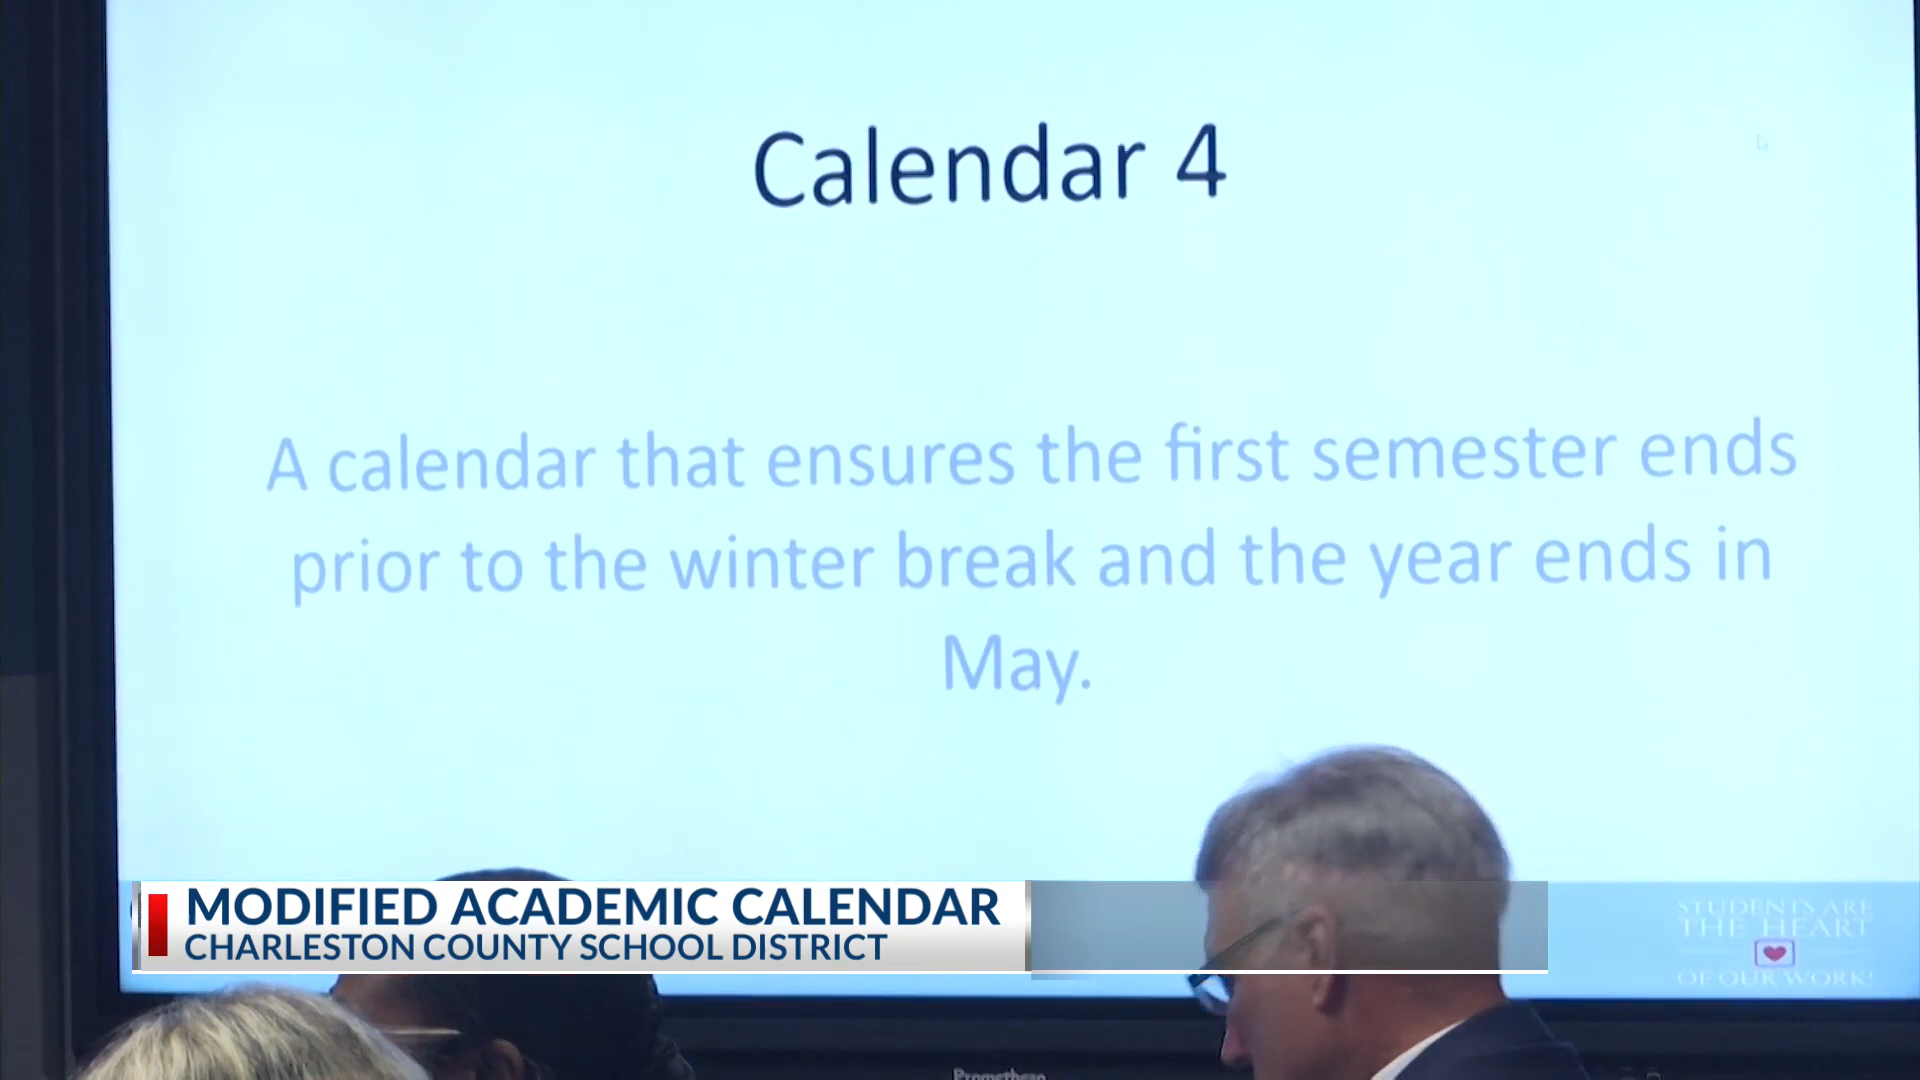 Calendar 4
A calendar that ensures the first semester ends
prior to the winter break and the year ends in
May.
MODIFIED ACADEMIC CALENDAR
CHARLESTON COUNTY SCHOOL DISTRICT
STUDENTS ARE
THE HEART
OF OUR WORK!
Promethean